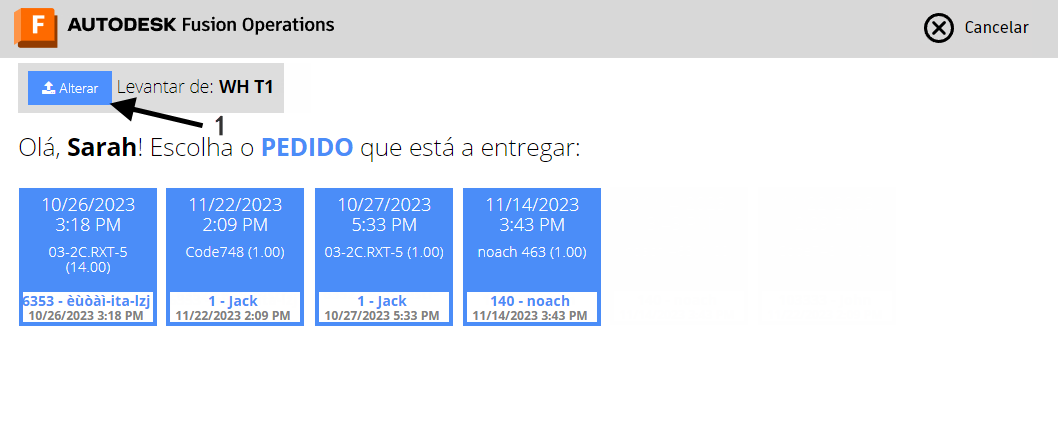 F AUTODESK Fusion Operations
Cancelar
Alterar Levantar de: WH T1
1
Olá, Sarah! Escolha o PEDIDO que está a entregar:
10/26/2023
3:18 PM
03-2C.RXT-5
(14.00)
6353 - èùòàì-ita-lzj
10/26/2023 3:18 PM
11/22/2023
2:09 PM
Code748 (1.00)
1 - Jack
11/22/2023 2:09 PM
10/27/2023
5:33 PM
03-2C.RXT-5 (1.00)
1 - Jack
10/27/2023 5:33 PM
11/14/2023
3:43 PM
noach 463 (1.00)
140 - noach
11/14/2023 3:43 PM